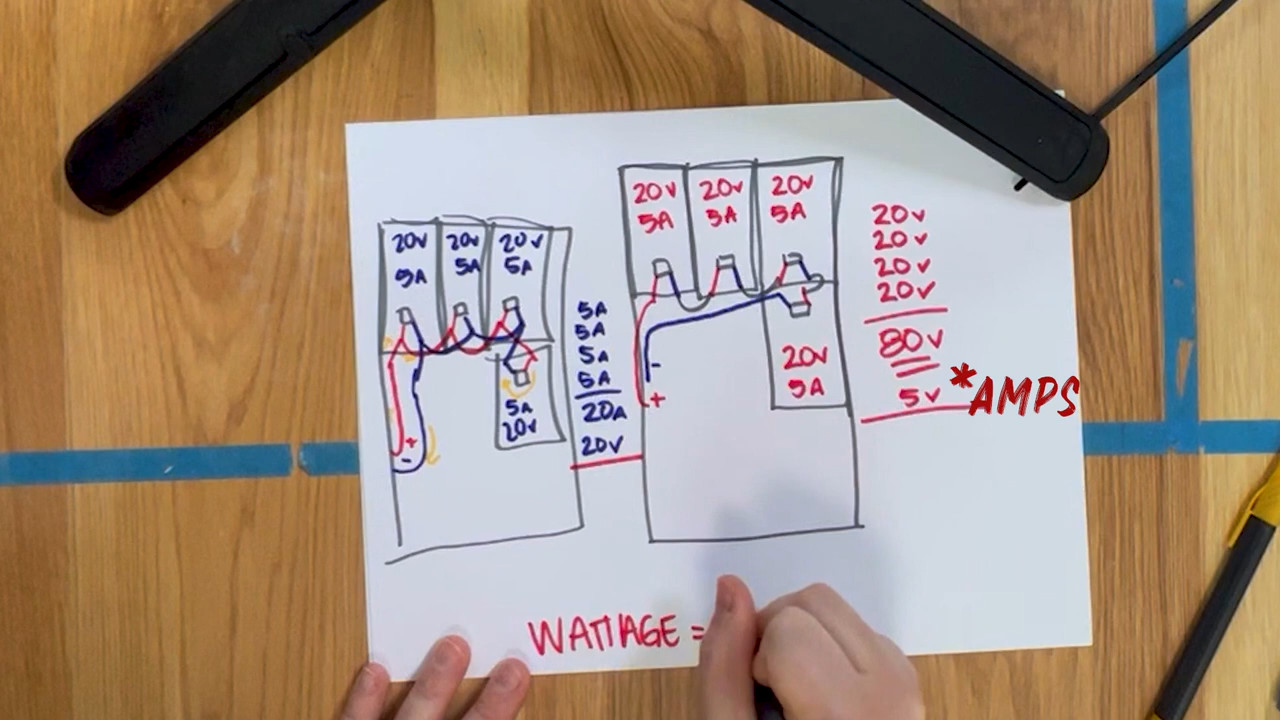 20V 20V 20V
5A 5A 5A
+
-
5A
20V
5A
5A
5A
5A
20A
20V
20V 20V 20V
5A 5A 5A
-
+
20V
5A
20V
20V
20V
20V
80V
5V *AMPS
WATTAGE =